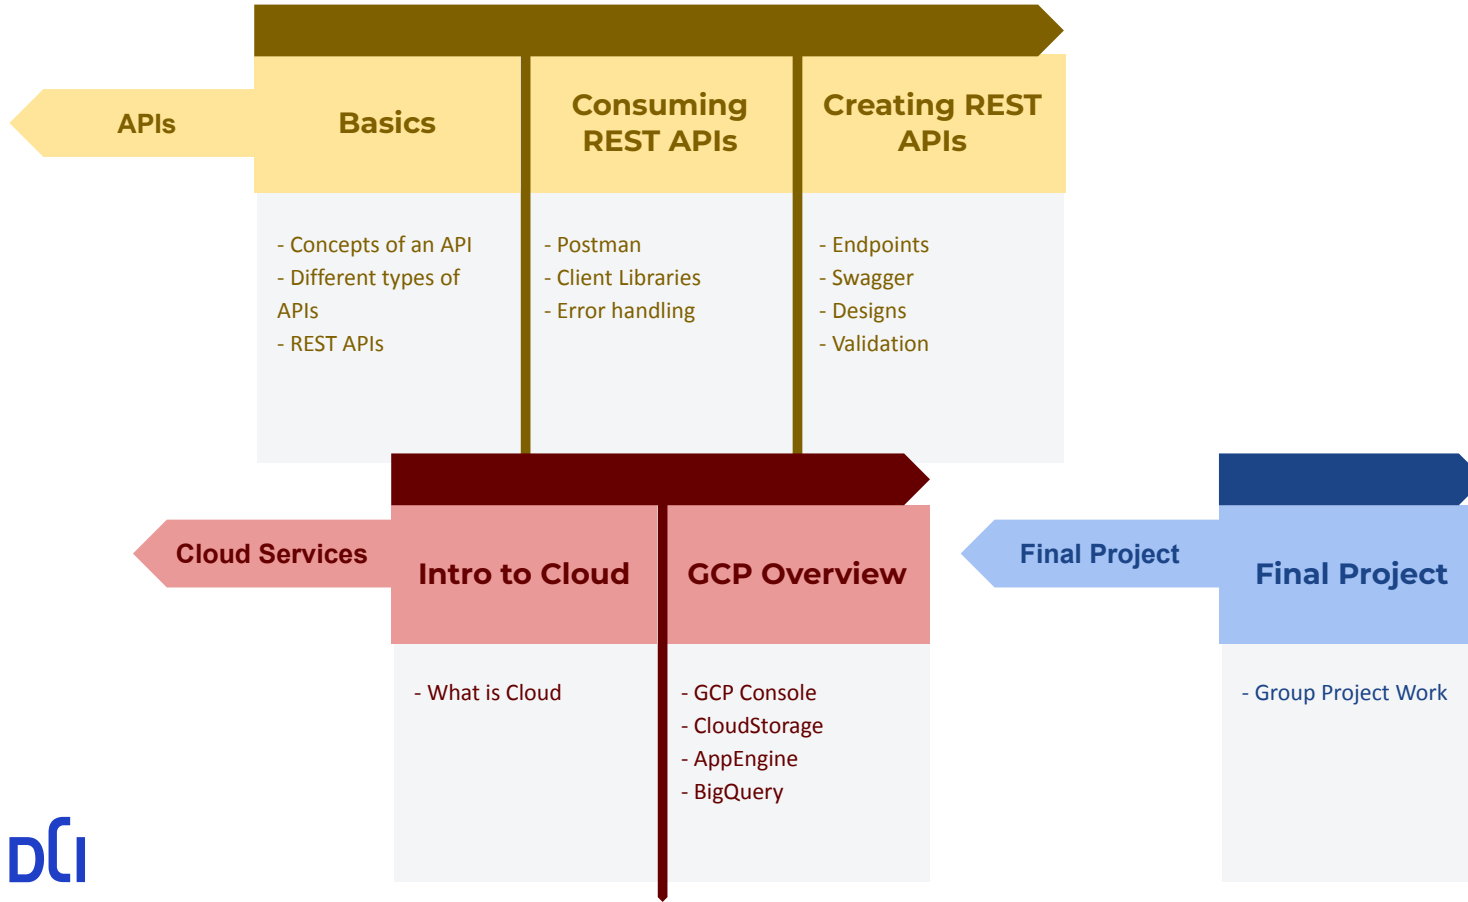 APIs
Basics
Consuming
REST APIs
Creating REST
APIs
- Concepts of an API
- Different types of
APIs
- REST APIs
- Postman
- Client Libraries
- Error handling
- Endpoints
- Swagger
- Designs
- Validation
Cloud Services
Intro to Cloud
GCP Overview
- What is Cloud
- GCP Console
- CloudStorage
- AppEngine
- BigQuery
Final Project
Final Project
- Group Project Work
DCI